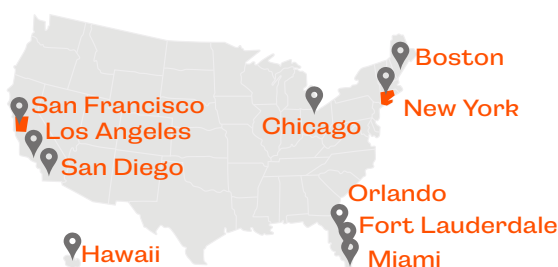 Boston
San Francisco
New York
Chicago
Los Angeles
San Diego
Orlando
Fort Lauderdale
Hawaii
Miami